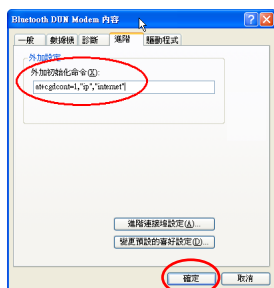 Bluetooth DUN Modem 內容
一般 數據機 診斷 進階 驅動程式
外加設定
外加初始化命令(X):
at+cgdcont=1,"ip","internet"
進階連接埠設定(A)...
變更預設的喜好設定(D)...
確定 取消